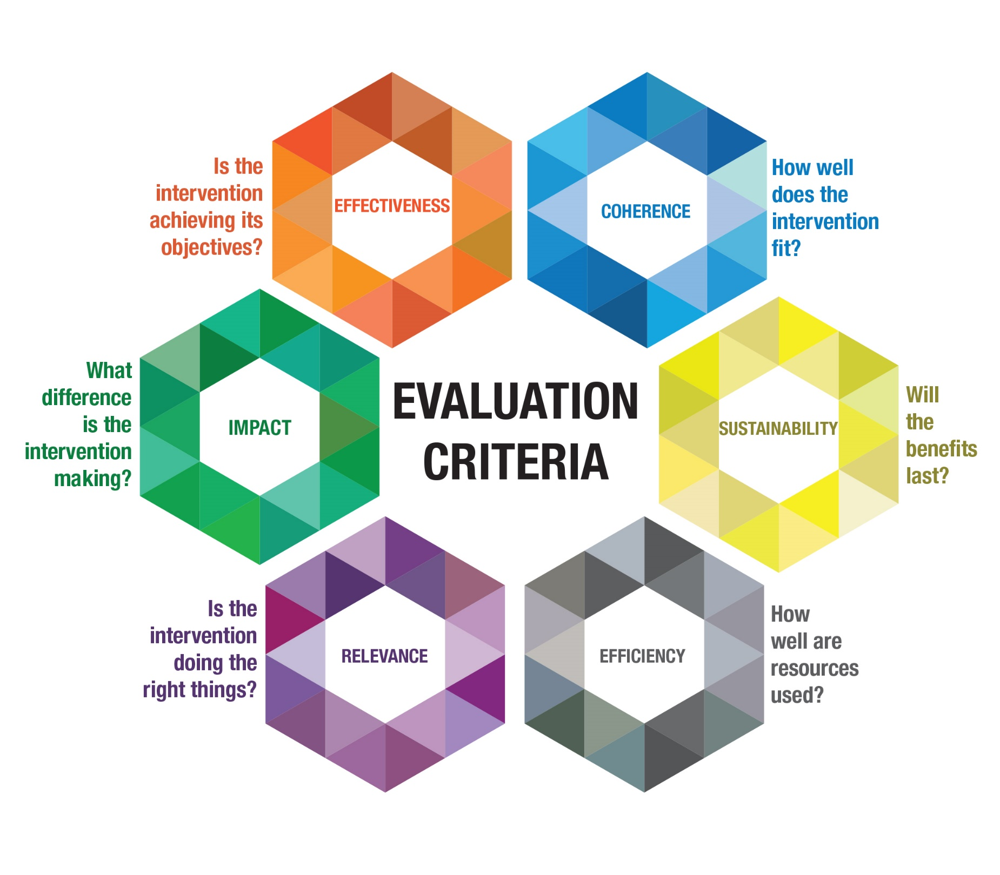 Is the
intervention
achieving its
objectives?
EFFECTIVENESS
COHERENCE
How well
does the
intervention
fit?
What
difference
is the
intervention
making?
IMPACT
EVALUATION
CRITERIA
SUSTAINABILITY
Will
the
benefits
last?
Is the
intervention
doing the
right things?
RELEVANCE
EFFICIENCY
How
well are
resources
used?